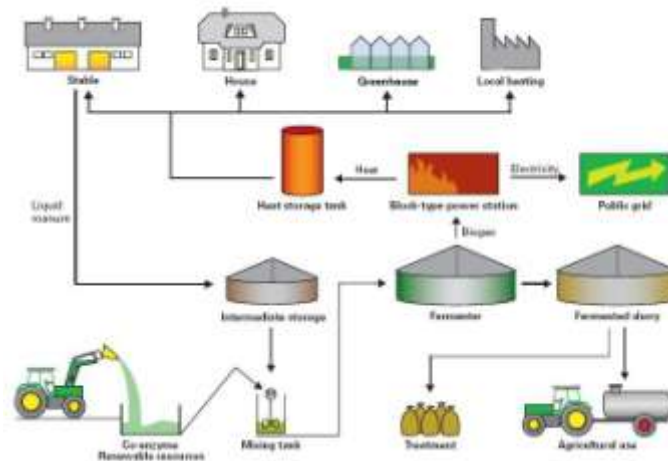 Stable
House
Greenhouse
Local heating
Liquid
manure
Heat
Electricity
Heat storage tank
Block-type power station
Public grid
Biogas
Intermediate storage
Fermenter
Fermented slurry
Co-enzyme
Renewable resources
Mixing tank
Treatment
Agricultural use